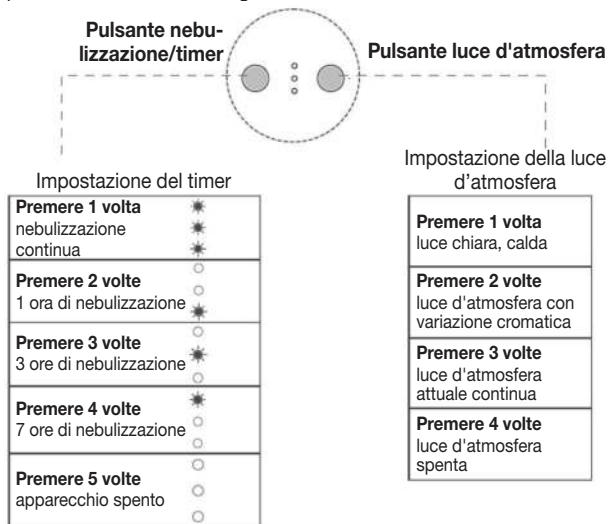 Pulsante nebu-
lizzazione/timer
Pulsante luce d'atmosfera
Impostazione del timer
Premere 1 volta
nebulizzazione
continua
Premere 2 volte
1 ora di nebulizzazione
Premere 3 volte
3 ore di nebulizzazione
Premere 4 volte
7 ore di nebulizzazione
Premere 5 volte
apparecchio spento
Impostazione della luce
d'atmosfera
Premere 1 volta
luce chiara, calda
Premere 2 volte
luce d'atmosfera con
variazione cromatica
Premere 3 volte
luce d'atmosfera
attuale continua
Premere 4 volte
luce d'atmosfera
spenta